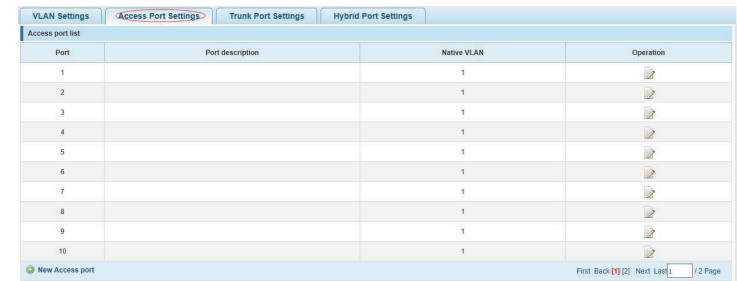 VLAN Settings Access Port Settings Trunk Port Settings Hybrid Port Settings
Access port list
Port Port description Native VLAN Operation
1 1
2 1
3 1
4 1
5 1
6 1
7 1
8 1
9 1
10 1
New Access port First Back [1] [2] Next Last 1 / 2 Page